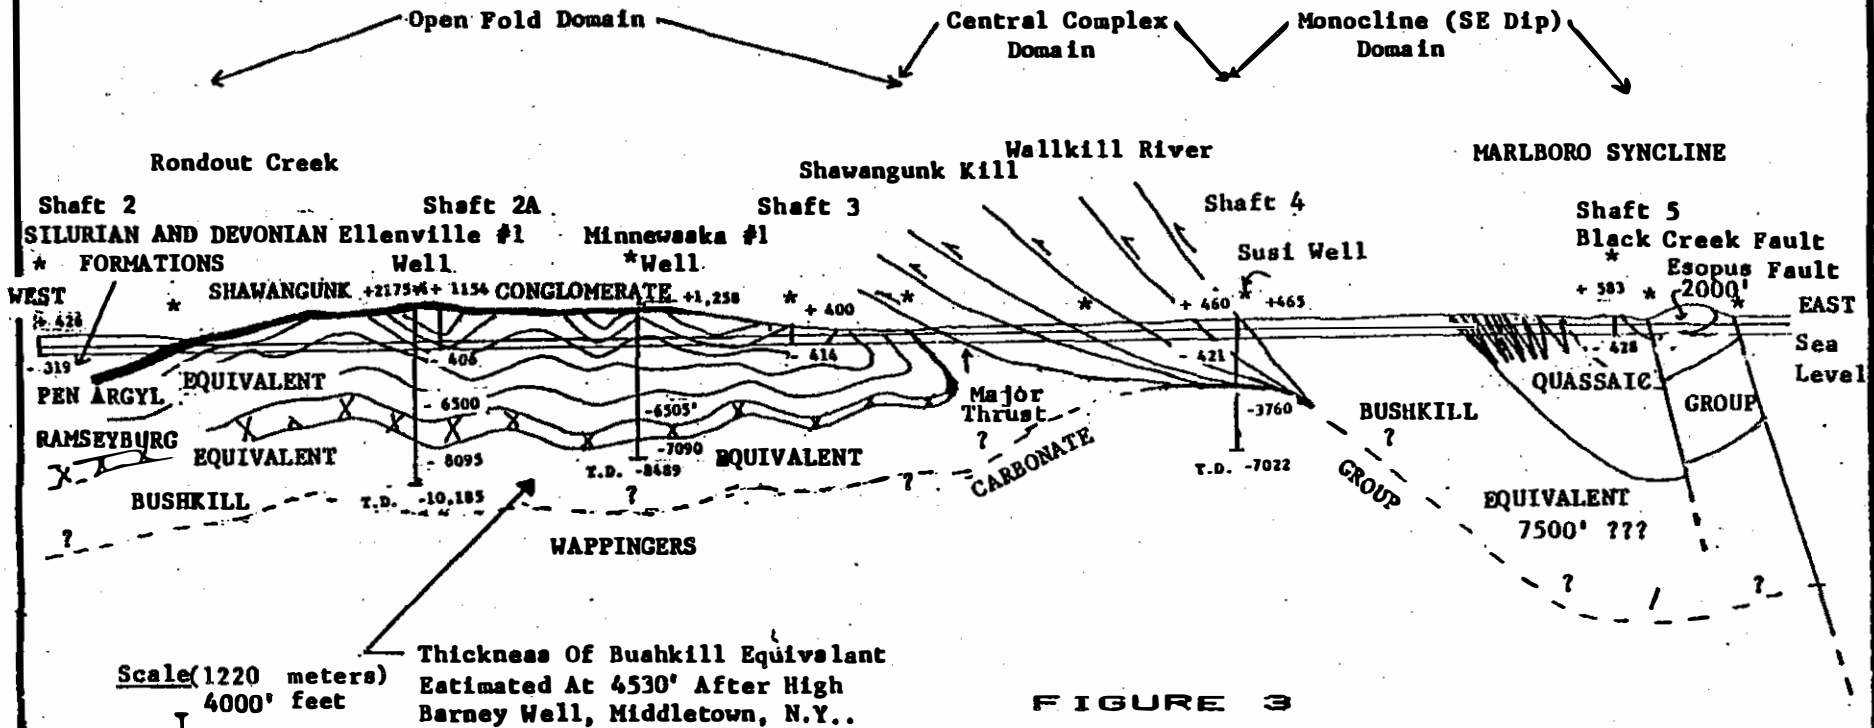 Open Fold Domain
Central Complex
Domain
Monocline (SE Dip)
Domain
Rondout Creek
Shawangunk Kill
Wallkill River
MARLBORO SYNCLINE
Shaft 2
Shaft 2A
Shaft 3
Shaft 4
Shaft 5
SILURIAN AND DEVONIAN
FORMATIONS
Ellenville #1
Well
Minnewaska #1
*Well
Susi Well
Black Creek Fault
Esopus Fault
2000'
WEST
SHAWANGUNK
+2175
+ 1154
CONGLOMERATE
+1,258
+ 400
+ 460
+465
+ 583
EAST
+ 426
- 319
- 406
- 414
- 421
- 428
Sea
Level
PEN ARGYL
EQUIVALENT
RAMSEYBURG
EQUIVALENT
- 6500
- 8095
T.D. -10,185
-6505'
-7090
T.D. -8489
EQUIVALENT
BUSHKILL
?
?
?
WAPPINGERS
Major
Thrust
?
CARBONATE
-3760
T.D. -7022
BUSHKILL
?
GROUP
QUASSAIC
GROUP
EQUIVALENT
7500' ???
?
?
Thickness Of Bushkill Equivalant
Eatimated At 4530' After High
Barney Well, Middletown, N.Y..
Scale(1220 meters)
4000' feet
FIGURE 3